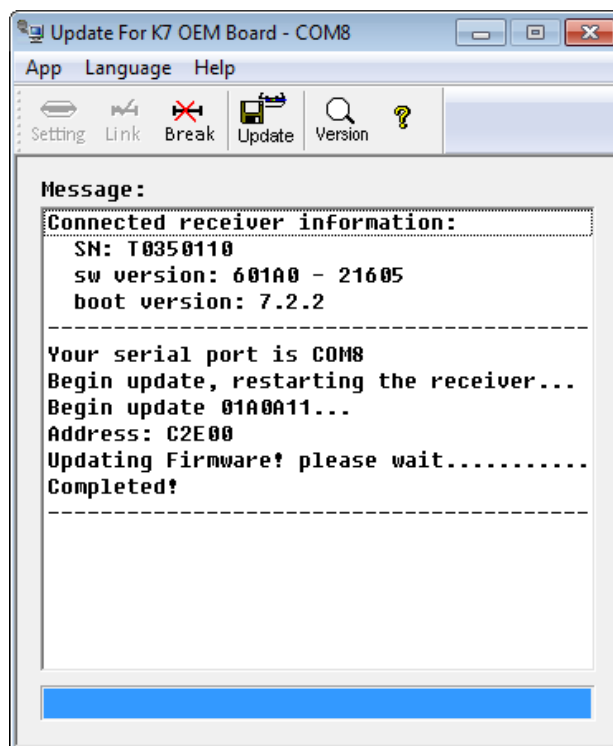 Update For K7 OEM Board - COM8
App Language Help
Setting Link Break Update Version
Message:
Connected receiver information:
SN: T0350110
sw version: 601A0 - 21605
boot version: 7.2.2
-----------------------------------------
Your serial port is COM8
Begin update, restarting the receiver...
Begin update 01A0A11...
Address: C2E00
Updating Firmware! please wait...........
Completed!
-----------------------------------------